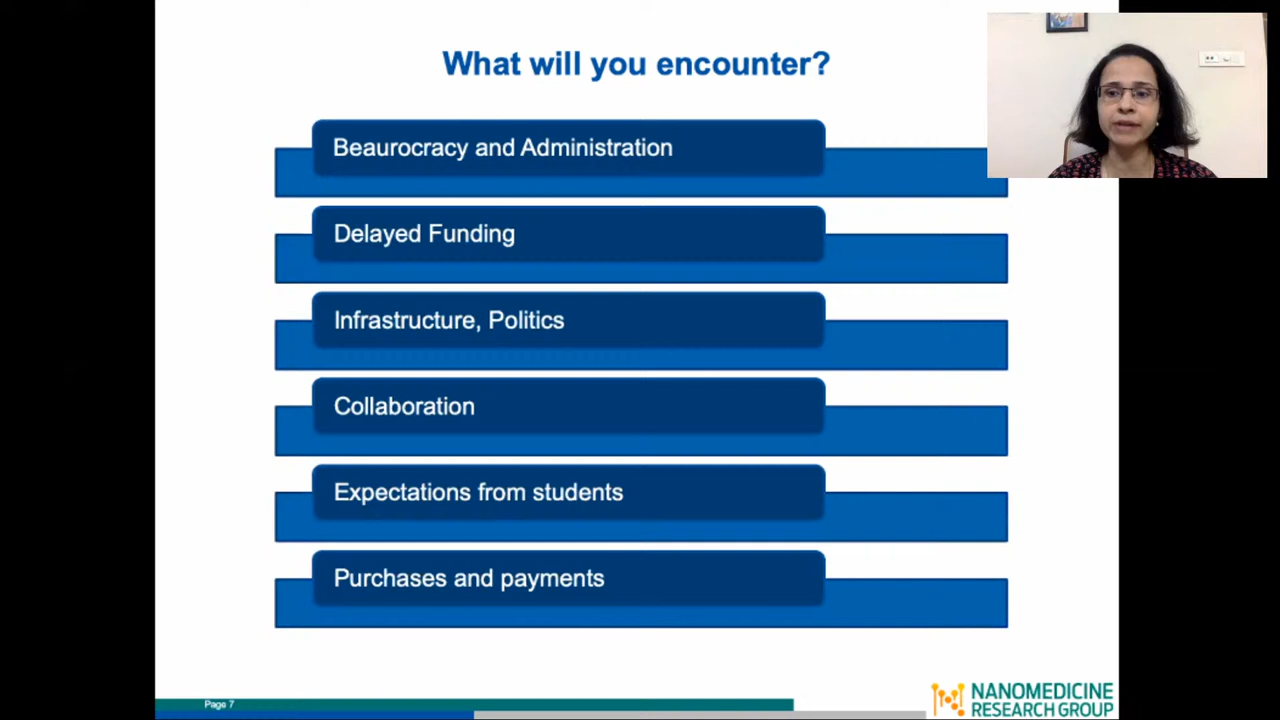 What will you encounter?
Beaurocracy and Administration
Delayed Funding
Infrastructure, Politics
Collaboration
Expectations from students
Purchases and payments
Page 7
NANOMEDICINE
RESEARCH GROUP